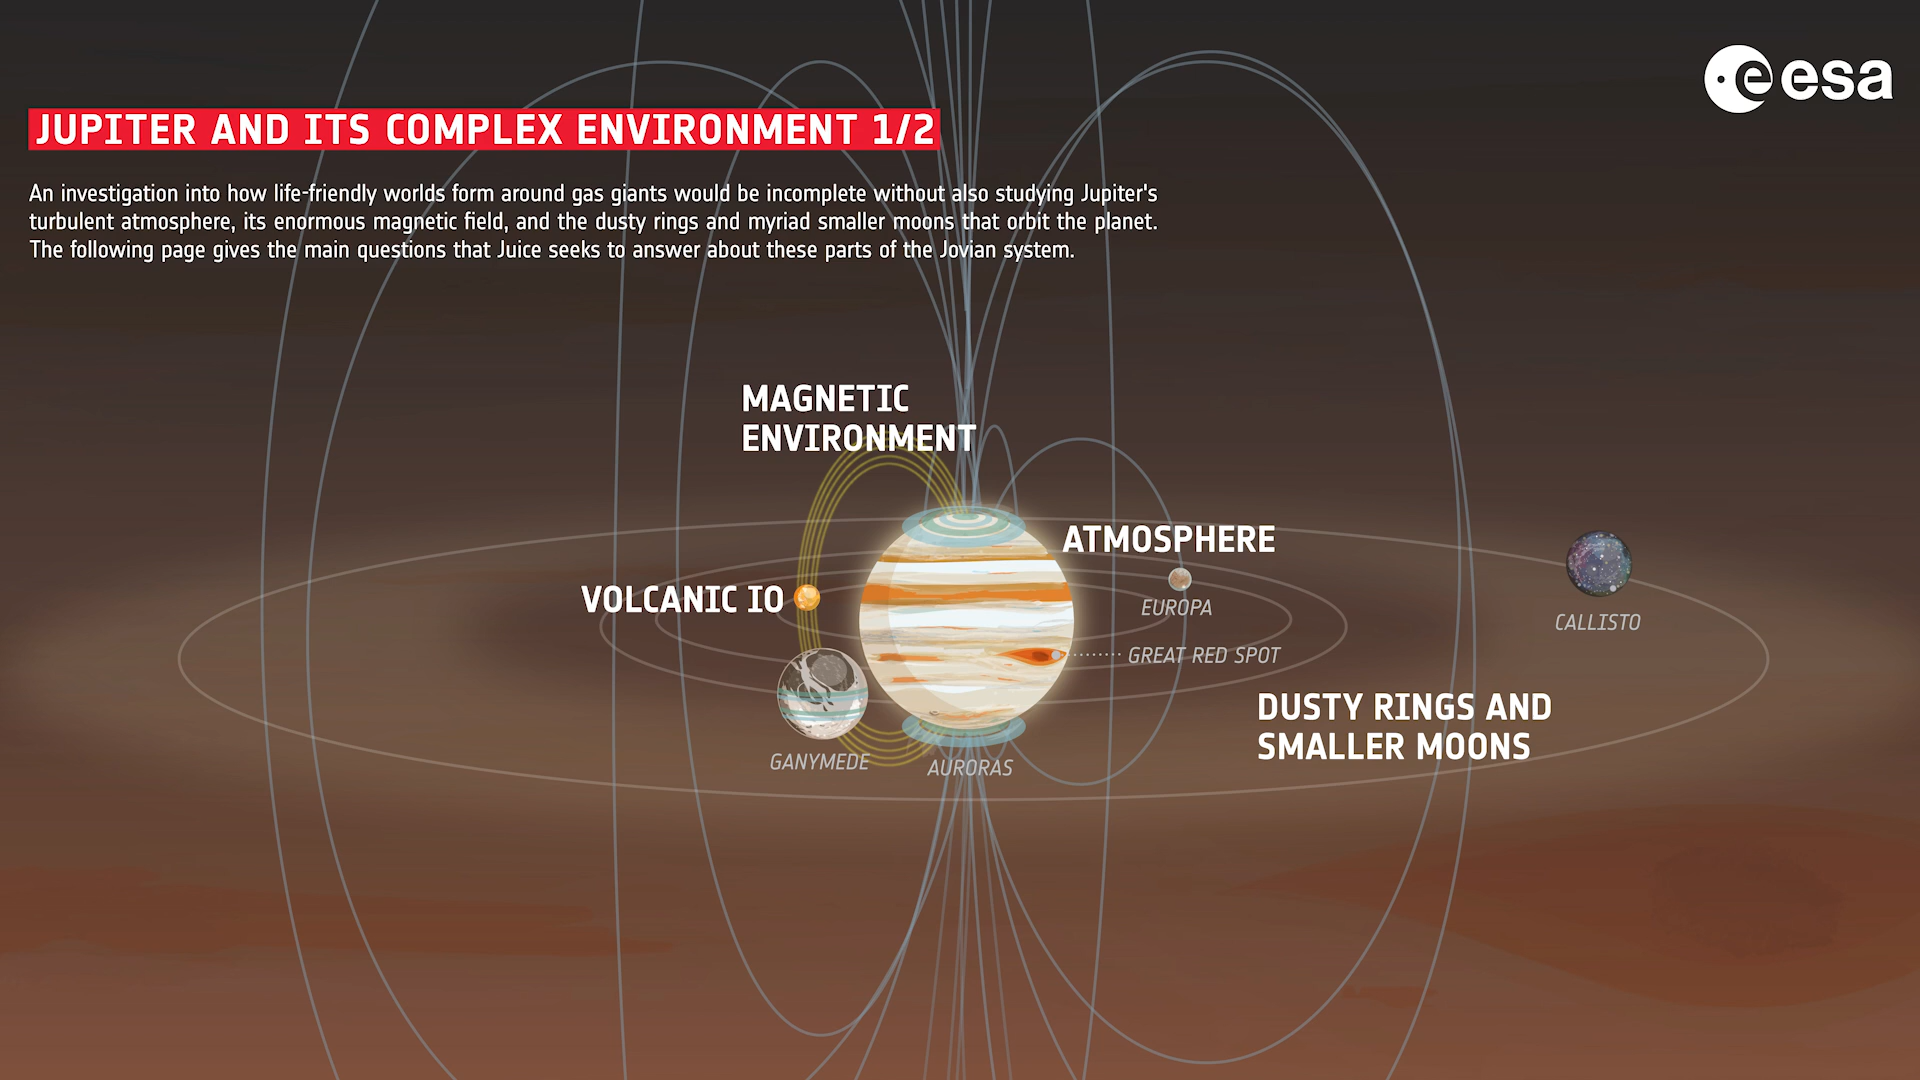 esa
JUPITER AND ITS COMPLEX ENVIRONMENT 1/2
An investigation into how life-friendly worlds form around gas giants would be incomplete without also studying Jupiter's
turbulent atmosphere, its enormous magnetic field, and the dusty rings and myriad smaller moons that orbit the planet.
The following page gives the main questions that Juice seeks to answer about these parts of the Jovian system.
MAGNETIC
ENVIRONMENT
ATMOSPHERE
VOLCANIC IO
EUROPA
CALLISTO
GREAT RED SPOT
DUSTY RINGS AND
SMALLER MOONS
GANYMEDE
AURORAS